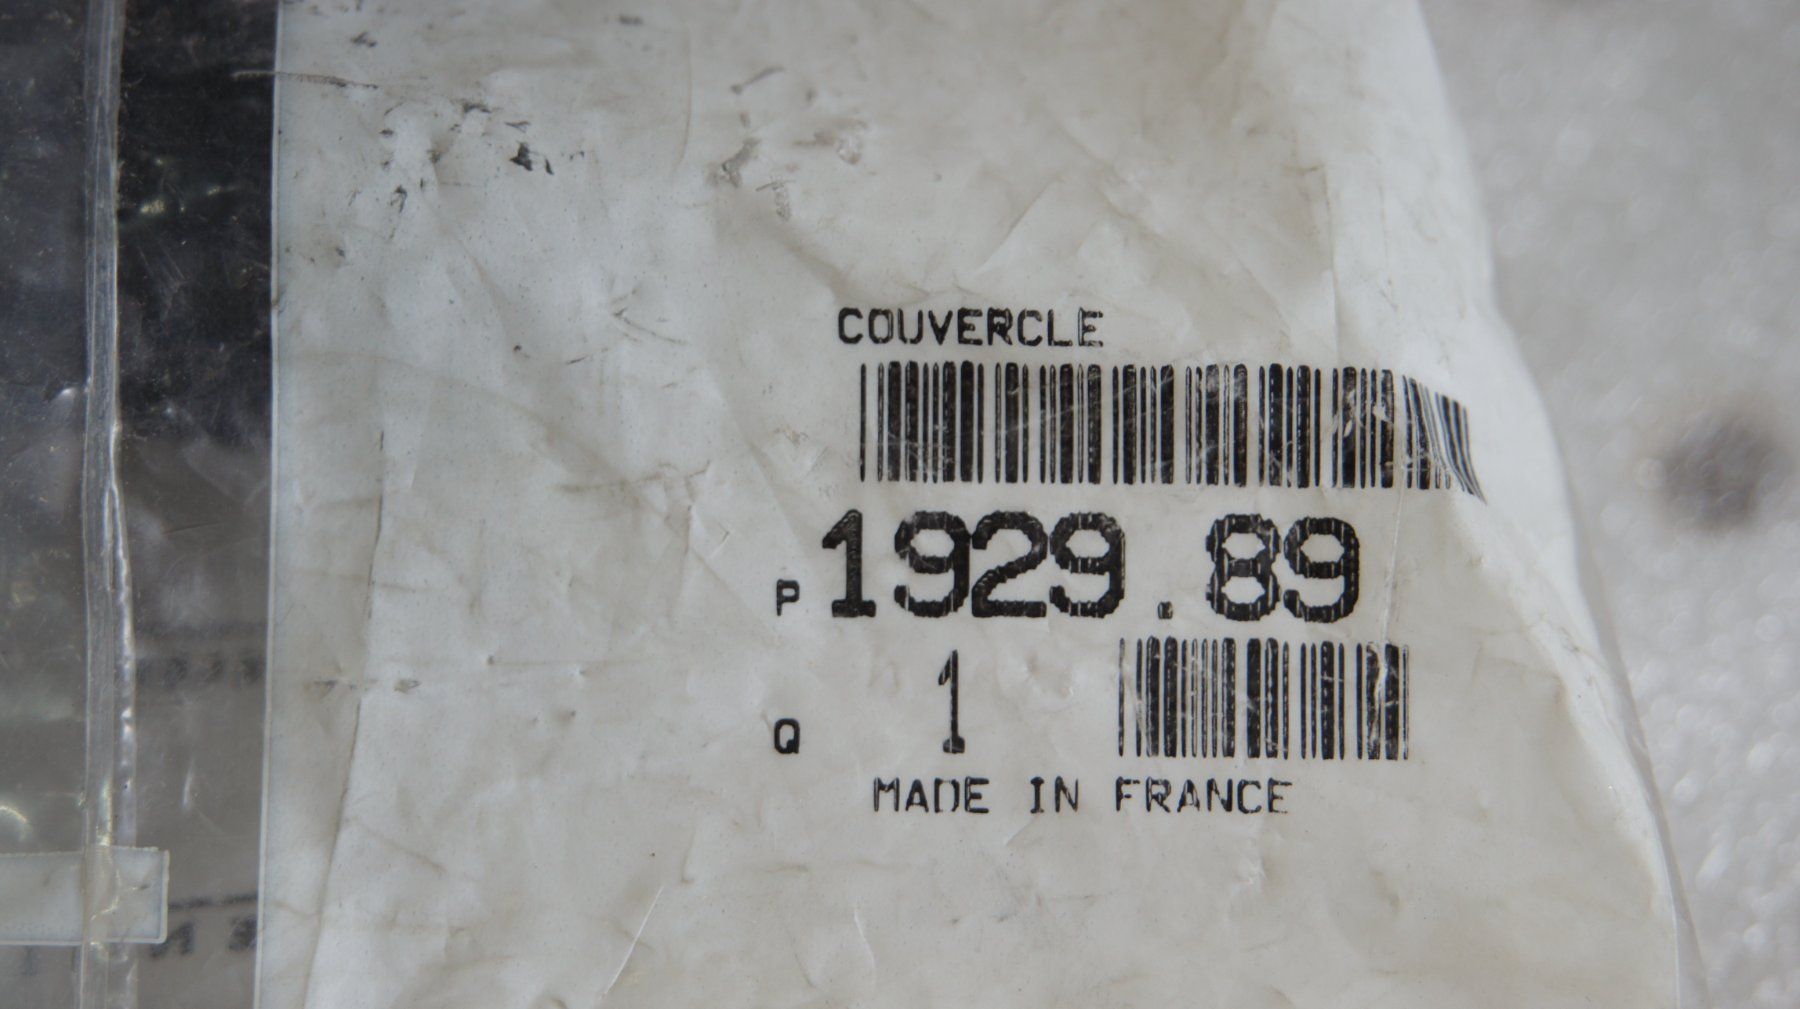 COUVERCLE
P 1929.89
Q 1
MADE IN FRANCE